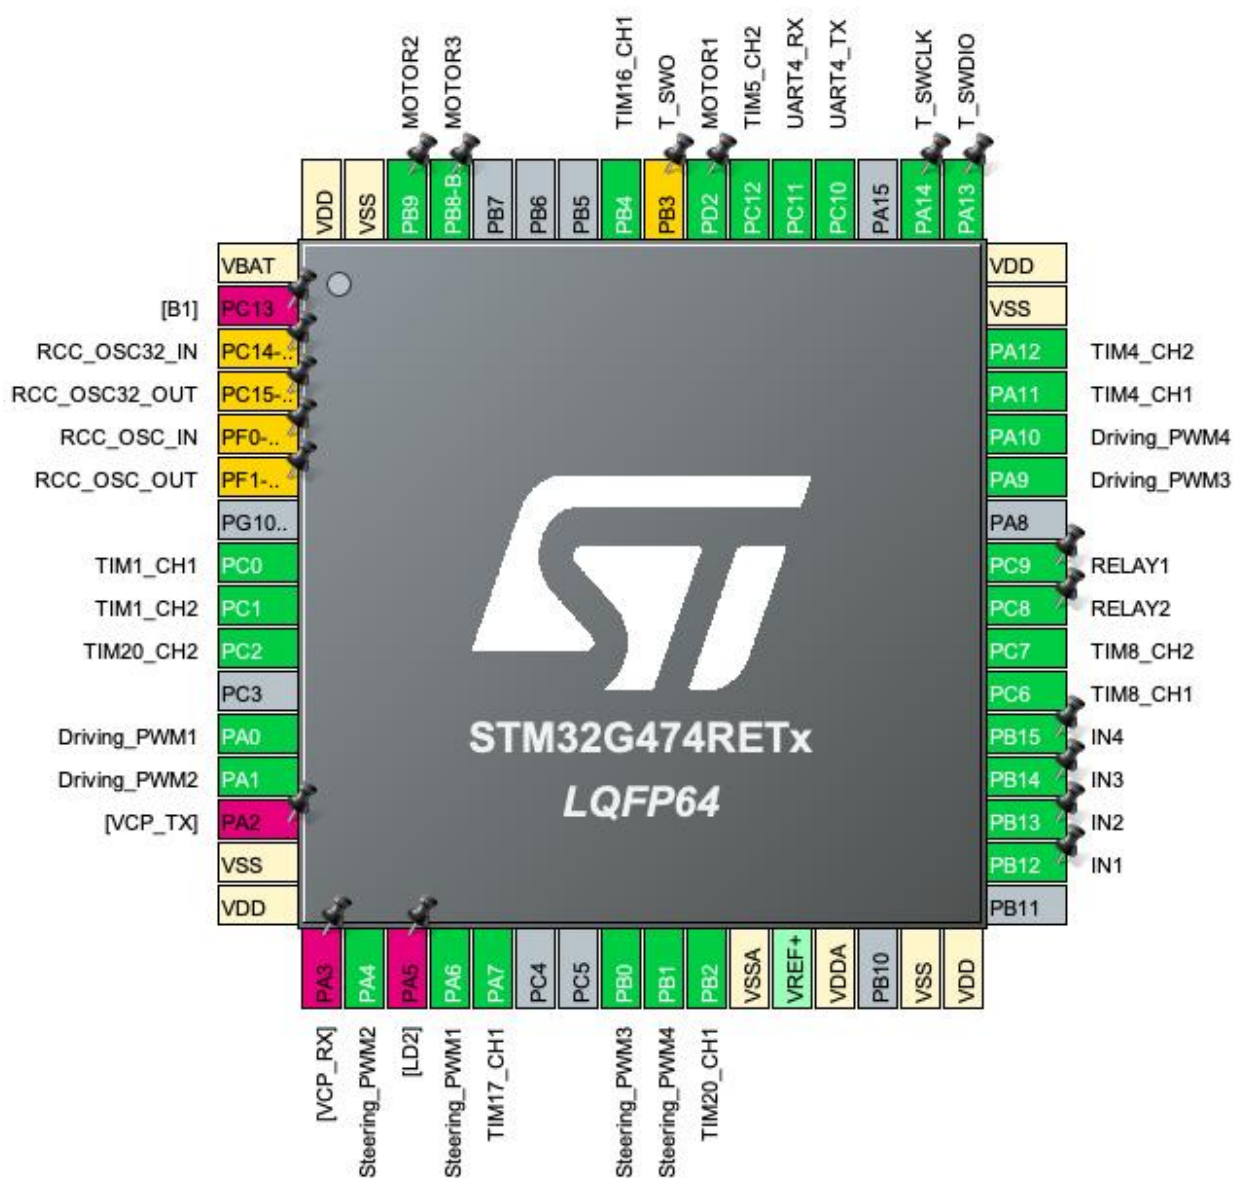 MOTOR2
MOTOR3
TIM16_CH1
T_SWO
MOTOR1
TIM5_CH2
UART4_RX
UART4_TX
T_SWCLK
T_SWDIO
VDD
VSS
PB9
PB8-B
PB7
PB6
PB5
PB4
PB3
PD2
PC12
PC11
PC10
PA15
PA14
PA13
VBAT
[B1] PC13
RCC_OSC32_IN PC14-..
RCC_OSC32_OUT PC15-..
RCC_OSC_IN PF0-..
RCC_OSC_OUT PF1-..
PG10..
TIM1_CH1 PC0
TIM1_CH2 PC1
TIM20_CH2 PC2
PC3
Driving_PWM1 PA0
Driving_PWM2 PA1
[VCP_TX] PA2
VSS
VDD
ST
STM32G474RETx
LQFP64
VDD
VSS
PA12 TIM4_CH2
PA11 TIM4_CH1
PA10 Driving_PWM4
PA9 Driving_PWM3
PA8
PC9 RELAY1
PC8 RELAY2
PC7 TIM8_CH2
PC6 TIM8_CH1
PB15 IN4
PB14 IN3
PB13 IN2
PB12 IN1
PB11
PA3
PA4
PA5
PA6
PA7
PC4
PC5
PB0
PB1
PB2
VSSA
VREF+
VDDA
PB10
VSS
VDD
[VCP_RX]
Steering_PWM2
[LD2]
Steering_PWM1
TIM17_CH1
Steering_PWM3
Steering_PWM4
TIM20_CH1